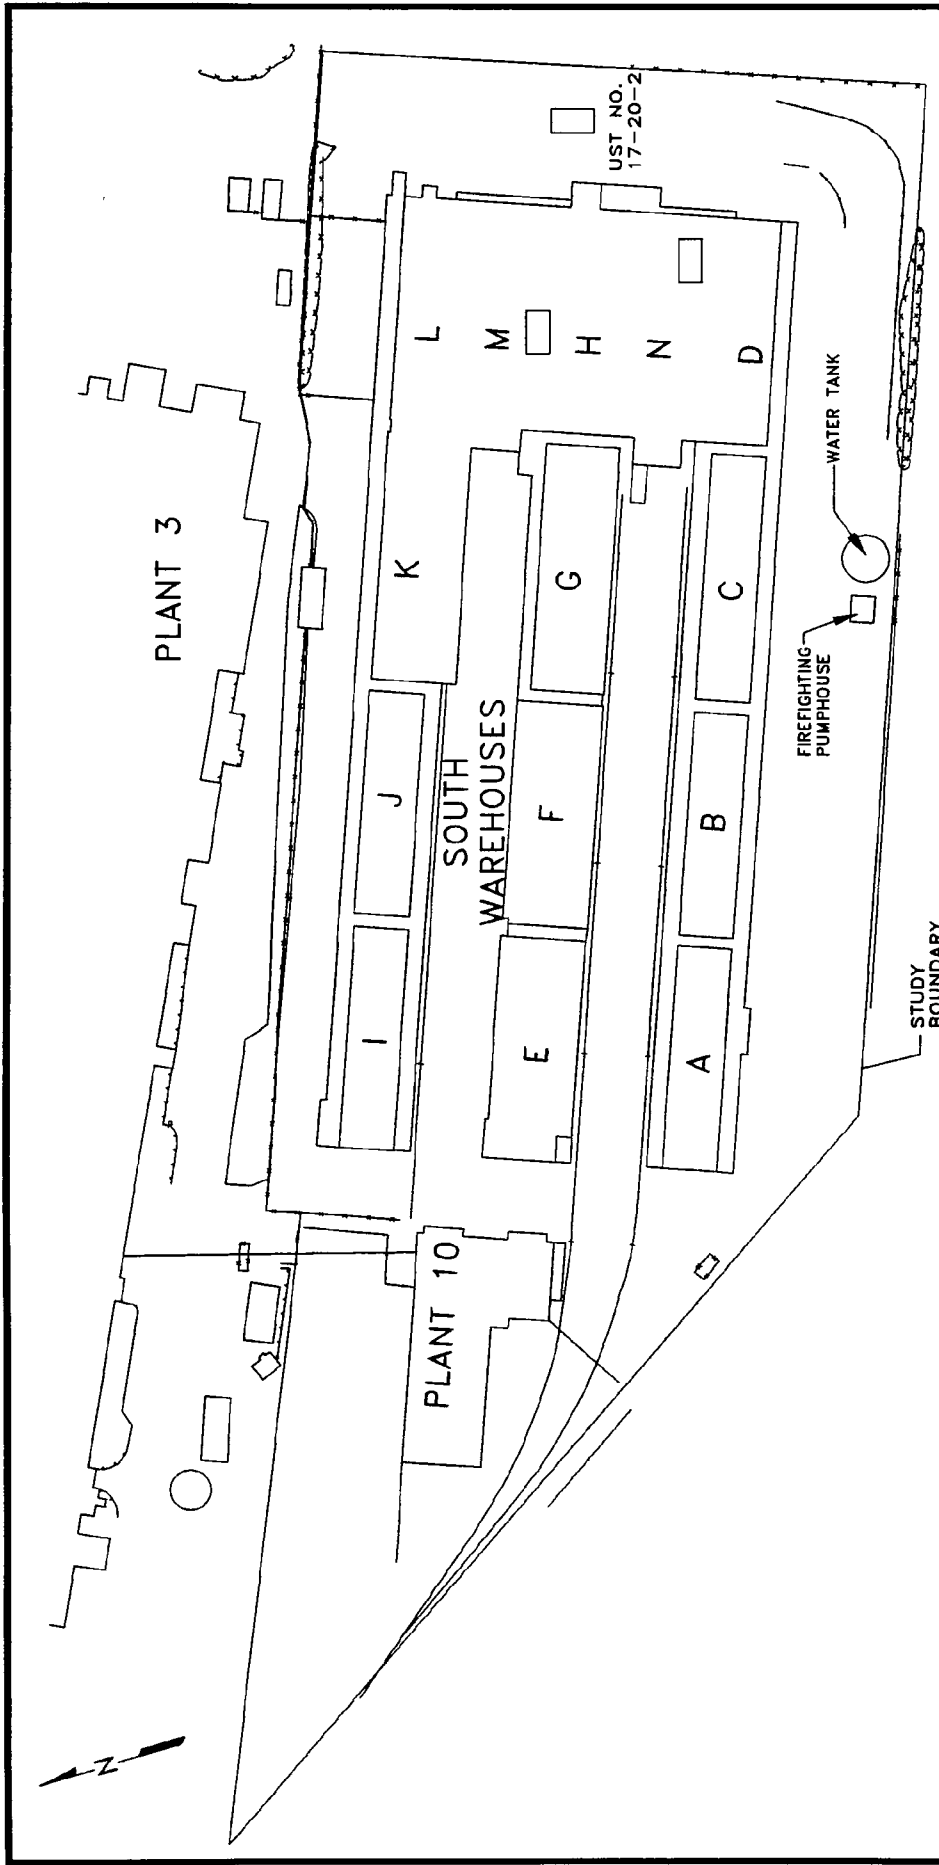 PLANT 3
UST NO.
17-20-2
L
M
H
N
D
K
G
C
WATER TANK
FIREFIGHTING
PUMPHOUSE
J
SOUTH
WAREHOUSES
F
B
I
E
A
STUDY
BOUNDARY
PLANT 10
N